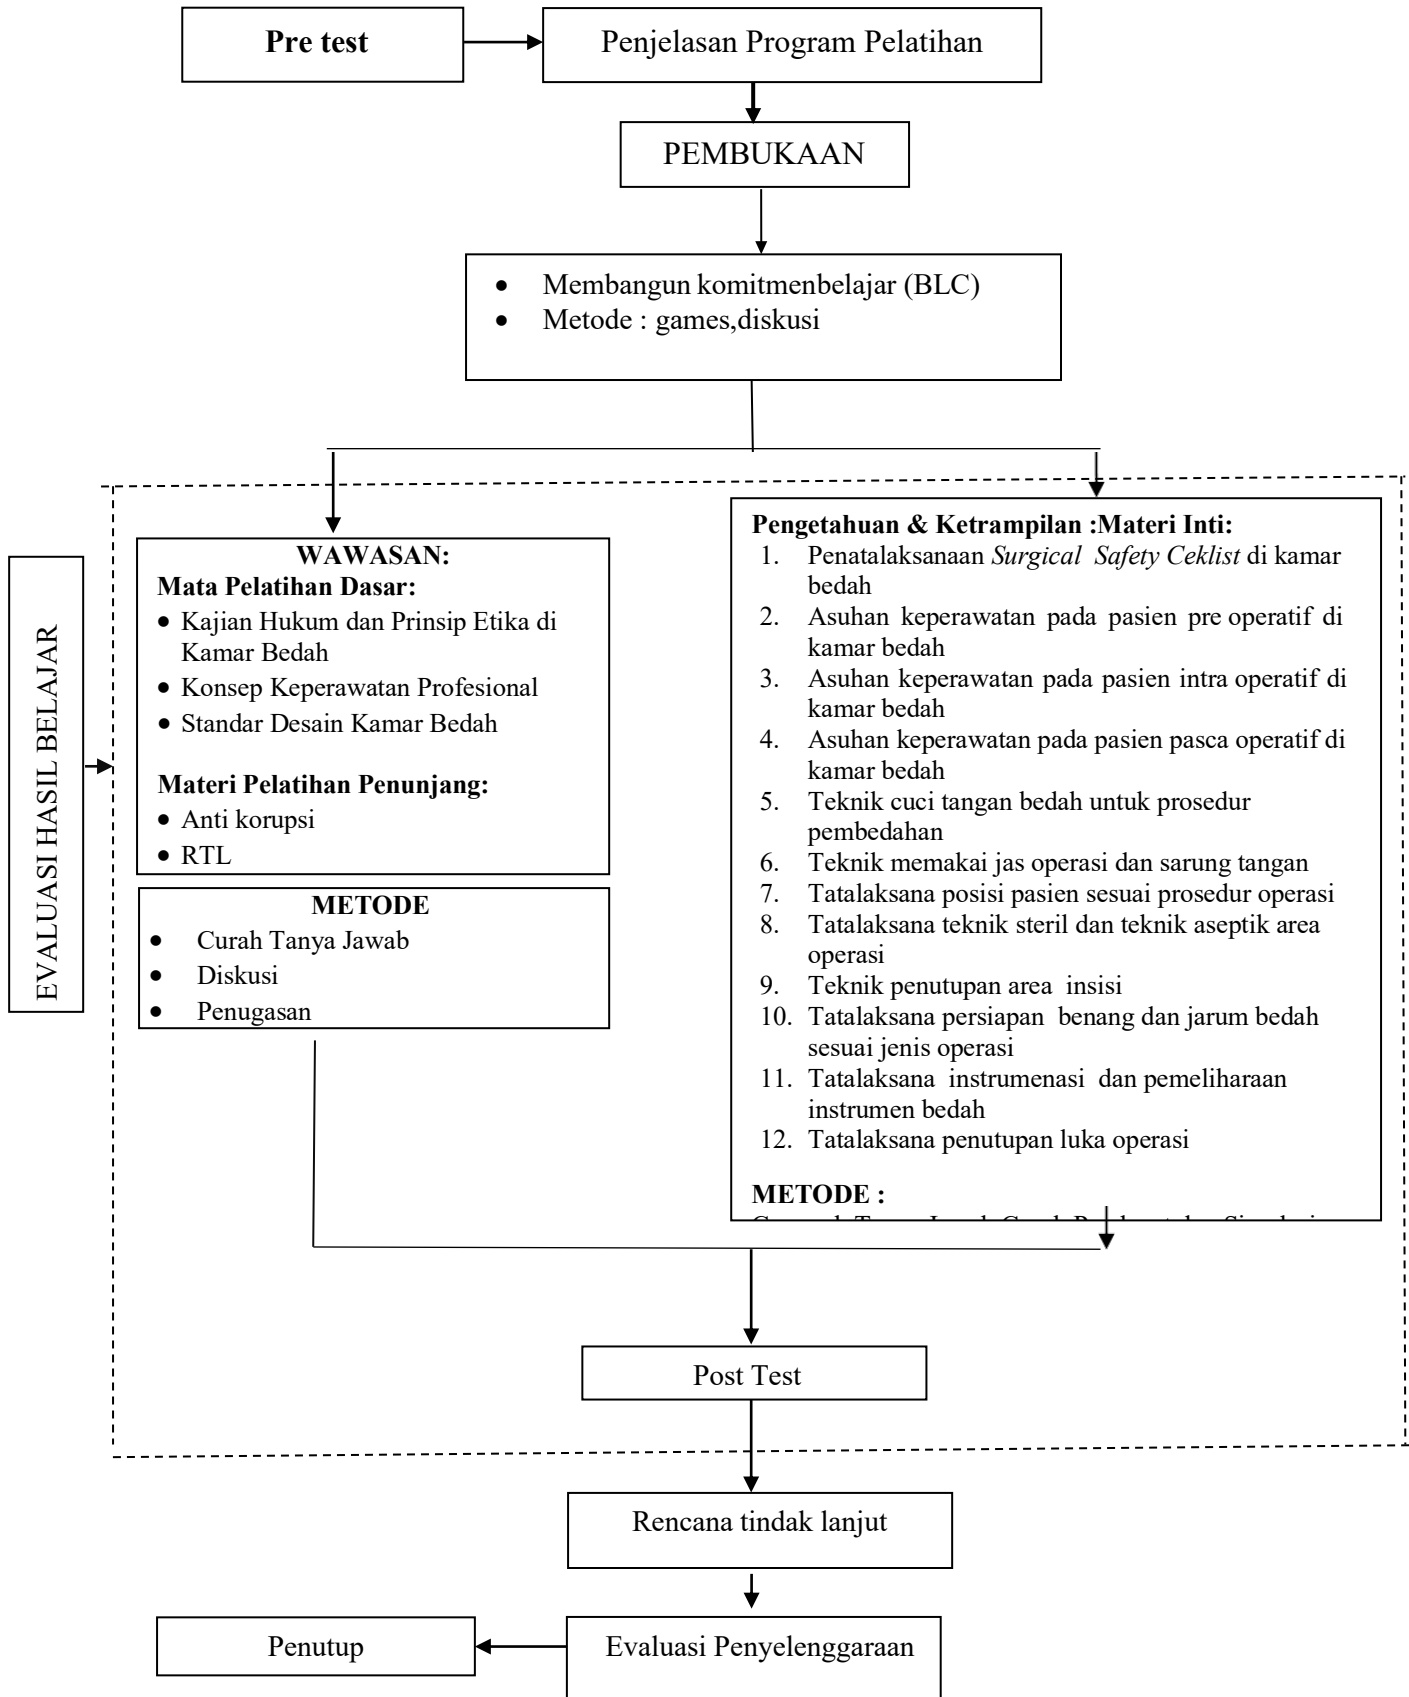 Pre test
Penjelasan Program Pelatihan
PEMBUKAAN
• Membangun komitmenbelajar (BLC)
• Metode : games,diskusi
EVALUASI HASIL BELAJAR
WAWASAN:
Mata Pelatihan Dasar:
• Kajian Hukum dan Prinsip Etika di
Kamar Bedah
• Konsep Keperawatan Profesional
• Standar Desain Kamar Bedah
Materi Pelatihan Penunjang:
• Anti korupsi
• RTL
METODE
• Curah Tanya Jawab
• Diskusi
• Penugasan
Pengetahuan & Ketrampilan :Materi Inti:
1. Penatalaksanaan Surgical Safety Ceklist di kamar
bedah
2. Asuhan keperawatan pada pasien pre operatif di
kamar bedah
3. Asuhan keperawatan pada pasien intra operatif di
kamar bedah
4. Asuhan keperawatan pada pasien pasca operatif di
kamar bedah
5. Teknik cuci tangan bedah untuk prosedur
pembedahan
6. Teknik memakai jas operasi dan sarung tangan
7. Tatalaksana posisi pasien sesuai prosedur operasi
8. Tatalaksana teknik steril dan teknik aseptik area
operasi
9. Teknik penutupan area insisi
10. Tatalaksana persiapan benang dan jarum bedah
sesuai jenis operasi
11. Tatalaksana instrumenasi dan pemeliharaan
instrumen bedah
12. Tatalaksana penutupan luka operasi
METODE :
Post Test
Rencana tindak lanjut
Evaluasi Penyelenggaraan
Penutup